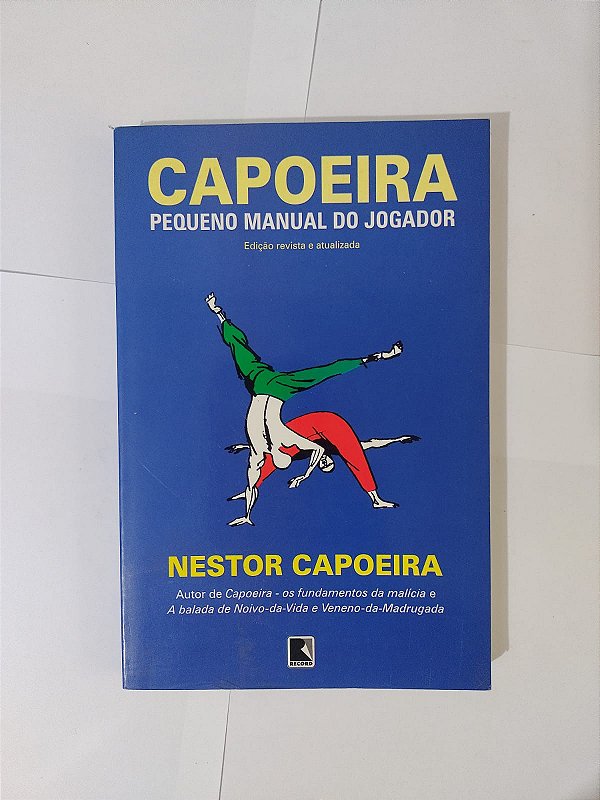 CAPOEIRA
PEQUENO MANUAL DO JOGADOR
Edição revista e atualizada
NESTOR CAPOEIRA
Autor de Capoeira - os fundamentos da malícia e
A balada de Noivo-da-Vida e Veneno-da-Madrugada
R
RECORD